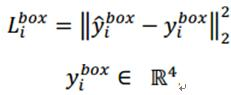 L_i^{box} = ‖ŷ_i^{box} − y_i^{box}‖_2^2
y_i^{box} ∈ ℝ^4 ↵